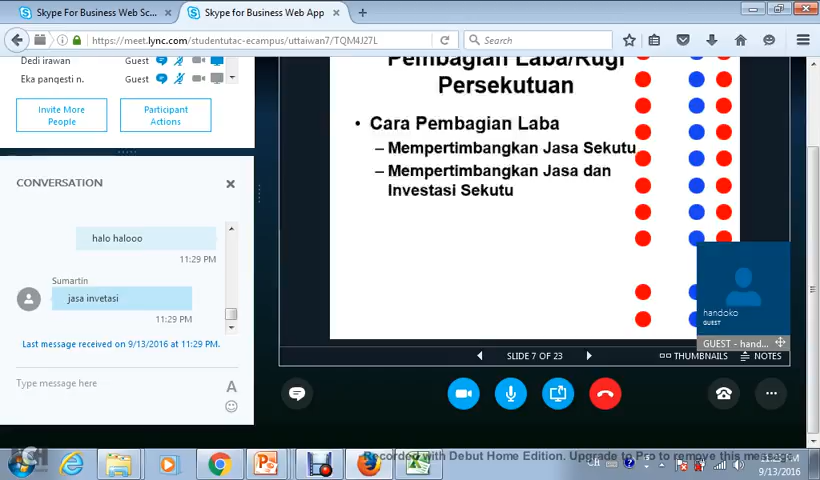 Skype for Business Web Sc...
Skype for Business Web App
https://meet.lync.com/studentutac-ecampus/uttaiwan7/TQM4J27L
Search
Dedi irawan
Guest
Eka pangesti n.
Guest
Invite More
People
Participant
Actions
CONVERSATION
halo halooo
11:29 PM
Sumartin
jasa invetasi
11:29 PM
Last message received on 9/13/2016 at 11:29 PM.
Type message here
A
Pembagian Laba/Rugi
Persekutuan
• Cara Pembagian Laba
– Mempertimbangkan Jasa Sekutu
– Mempertimbangkan Jasa dan
Investasi Sekutu
handoko
GUEST
GUEST - hand...
SLIDE 7 OF 23
THUMBNAILS
NOTES
Recorded with Debut Home Edition. Upgrade to Pro to remove this message.
CH
9/13/2016